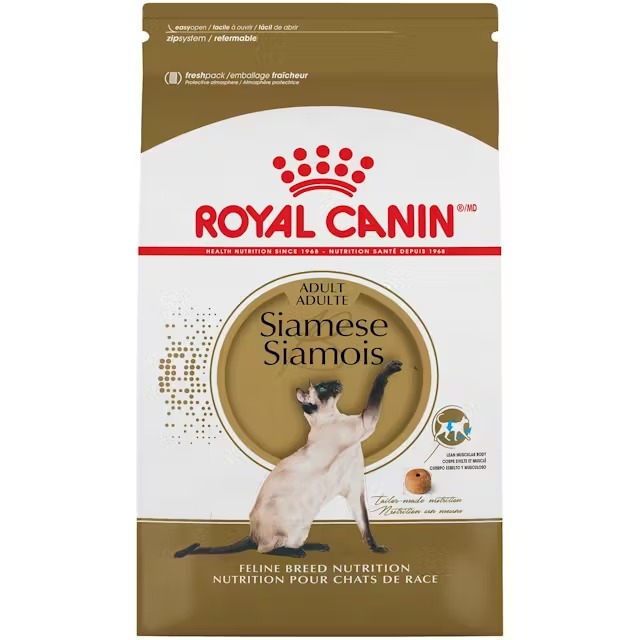 easyopen / facile à ouvrir / fácil de abrir
zipsystem / refermable
freshpack / emballage fraîcheur
Protective atmosphere / Atmosphère protectrice
ROYAL CANIN®/MD
HEALTH NUTRITION SINCE 1968 - NUTRITION SANTÉ DEPUIS 1968
ADULT
ADULTE
Siamese
Siamois
LEAN MUSCULAR BODY
CORPS SVELTE ET MUSCLÉ
CUERPO ESBELTO Y MUSCULOSO
Tailor-made nutrition
Nutrition sur mesure
FELINE BREED NUTRITION
NUTRITION POUR CHATS DE RACE